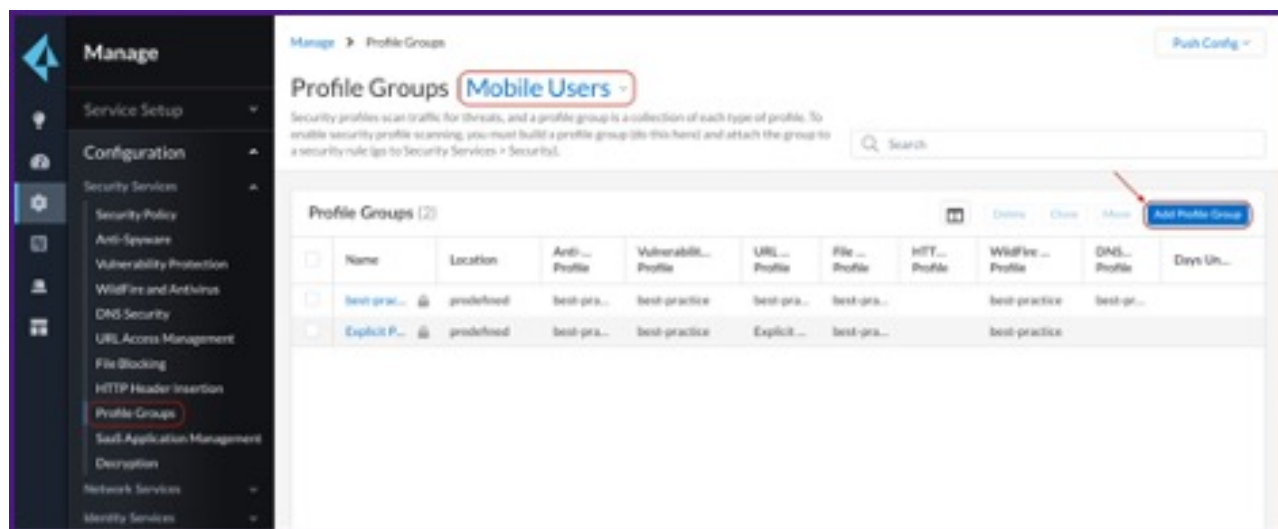 Manage
Service Setup
Configuration
Security Services
Security Policy
Anti-Spyware
Vulnerability Protection
WildFire and Antivirus
DNS Security
URL Access Management
File Blocking
HTTP Header Insertion
Profile Groups
SaaS Application Management
Decryption
Network Services
Identity Services
Manage > Profile Groups
Push Config
Profile Groups Mobile Users
Security profiles scan traffic for threats, and a profile group is a collection of each type of profile. To
enable security profile scanning, you must build a profile group (do this here) and attach the group to
a security rule (go to Security Services > Security).
Search
Profile Groups (2)
Delete Clone Move Add Profile Group
Name Location Anti-... Profile Vulnerabilit... Profile URL ... Profile File ... Profile HTT... Profile WildFire ... Profile DNS... Profile Days Un...
best-prac... predefined best-pra... best-practice best-pra... best-pra... best-practice best-pr...
Explicit P... predefined best-pra... best-practice Explicit ... best-pra... best-practice